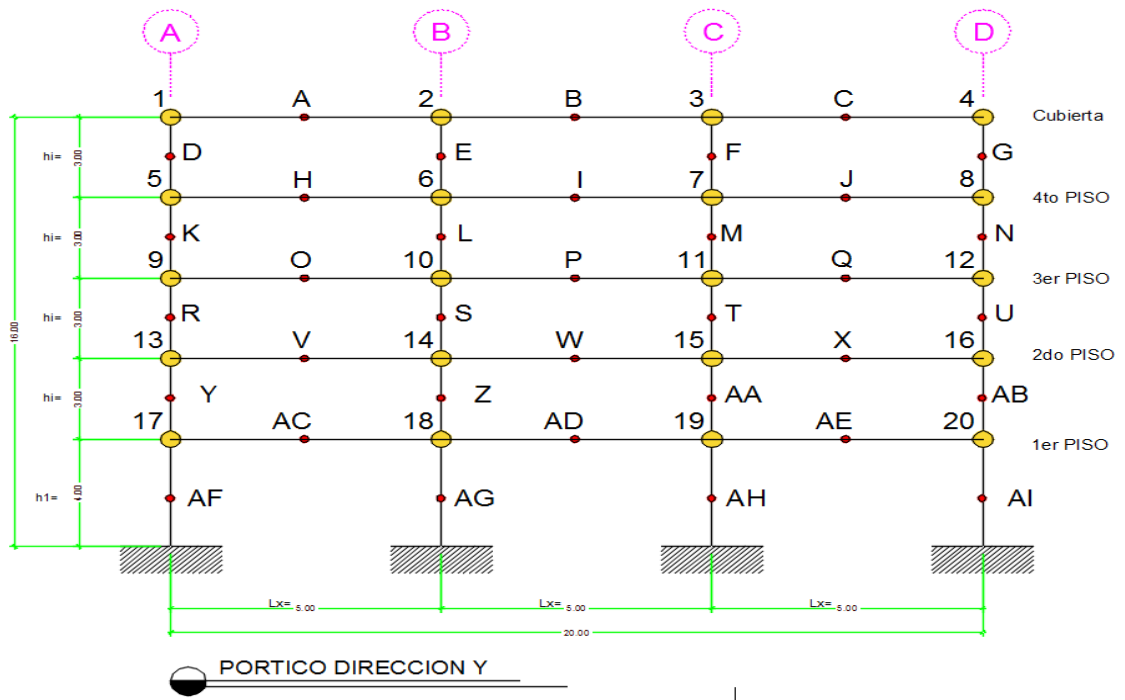 A B C D
1 A 2 B 3 C 4 Cubierta
hi= 3.00 D E F G
5 H 6 I 7 J 8 4to PISO
hi= 3.00 K L M N
9 O 10 P 11 Q 12 3er PISO
16.00 hi= 3.00 R S T U
13 V 14 W 15 X 16 2do PISO
hi= 3.00 Y Z AA AB
17 AC 18 AD 19 AE 20 1er PISO
h1= 4.00 AF AG AH AI
Lx= 5.00 Lx= 5.00 Lx= 5.00
20.00
PORTICO DIRECCION Y